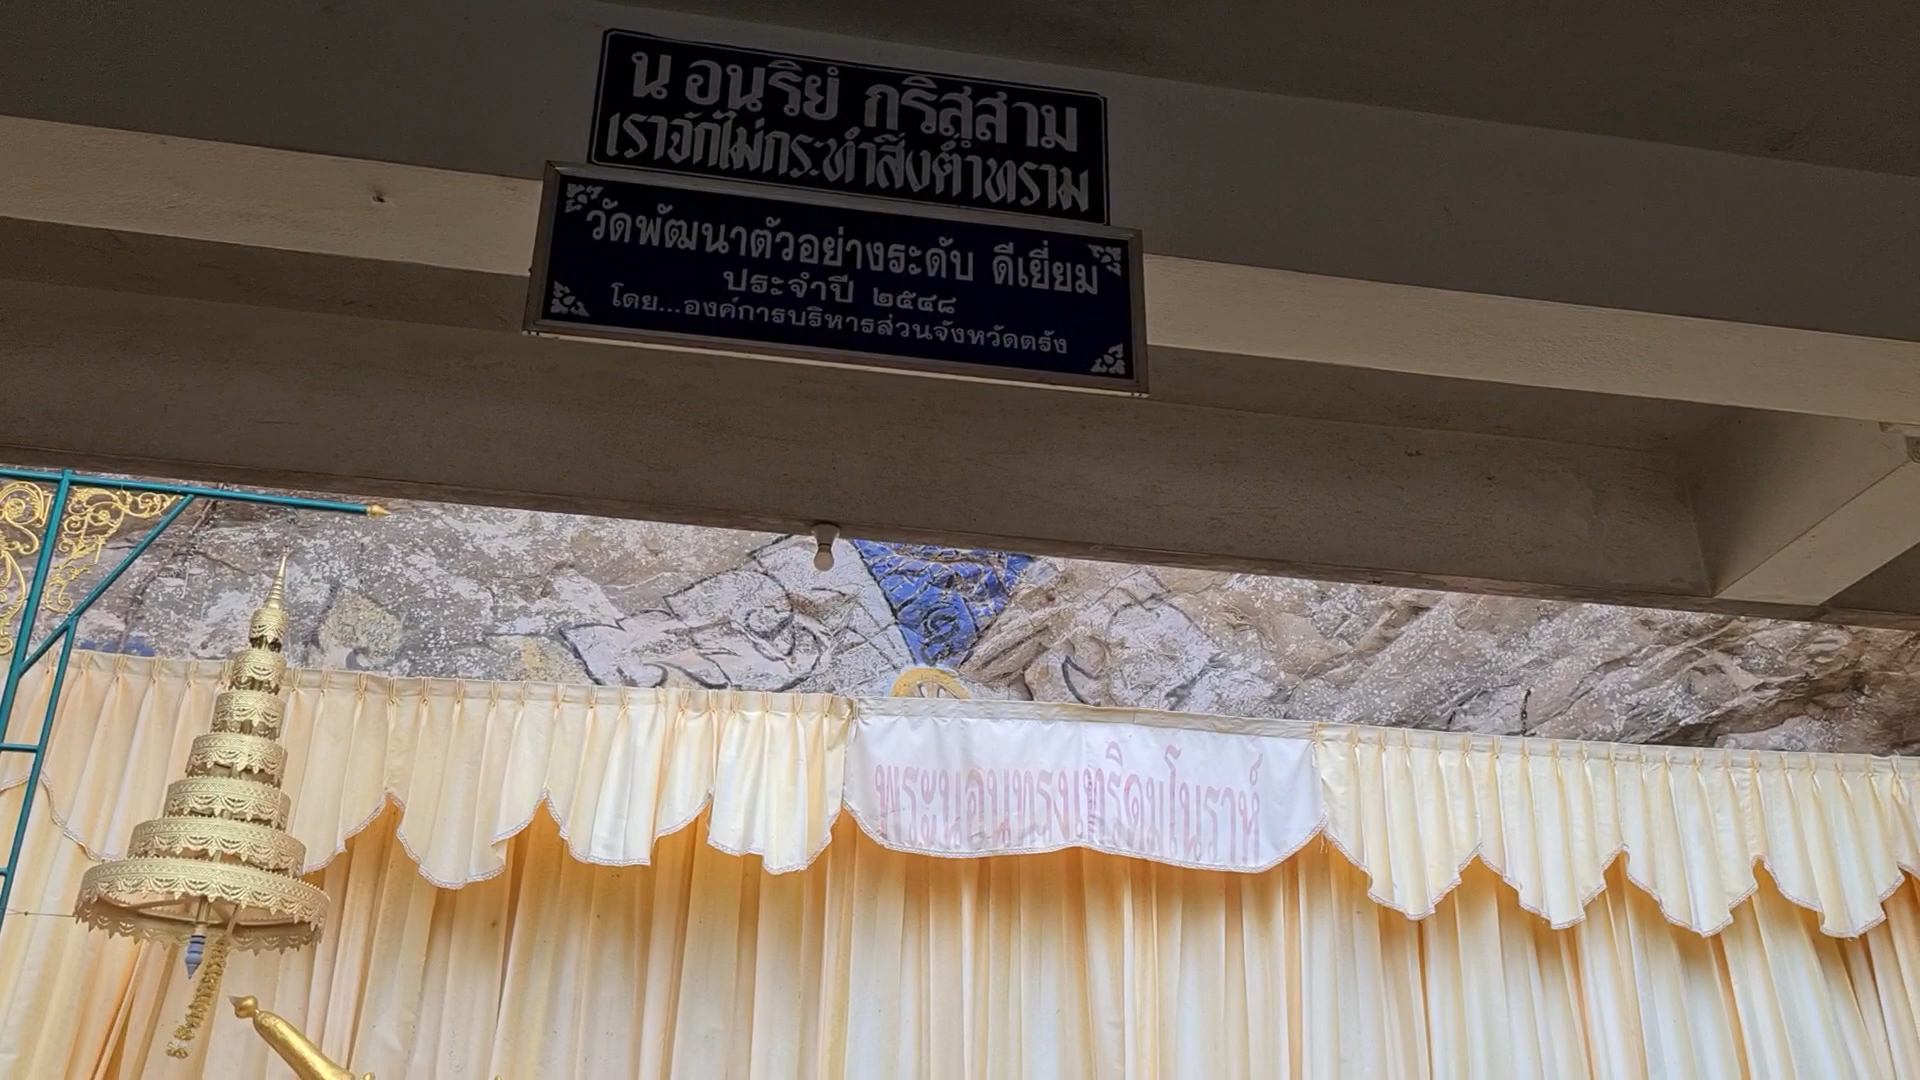 น อนริยํ กริสฺสาม
เราจักไม่กระทำสิ่งต่ำทราม
วัดพัฒนาตัวอย่างระดับ ดีเยี่ยม
ประจำปี ๒๕๔๘
โดย...องค์การบริหารส่วนจังหวัดตรัง
พระนอนทรงเทริดมโนราห์